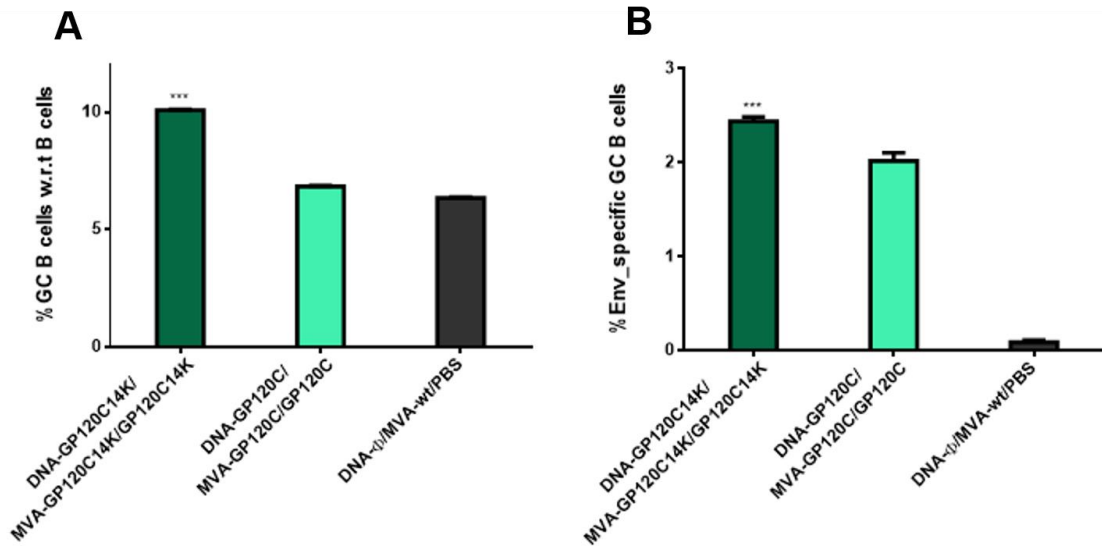 A
% GC B cells w.r.t B cells
10
5
0
***
DNA-GP120C14K/
MVA-GP120C14K/GP120C14K
DNA-GP120C/
MVA-GP120C/GP120C
DNA-ф/MVA-wt/PBS
B
% Env_specific GC B cells
3
2
1
0
***
DNA-GP120C14K/
MVA-GP120C14K/GP120C14K
DNA-GP120C/
MVA-GP120C/GP120C
DNA-ф/MVA-wt/PBS